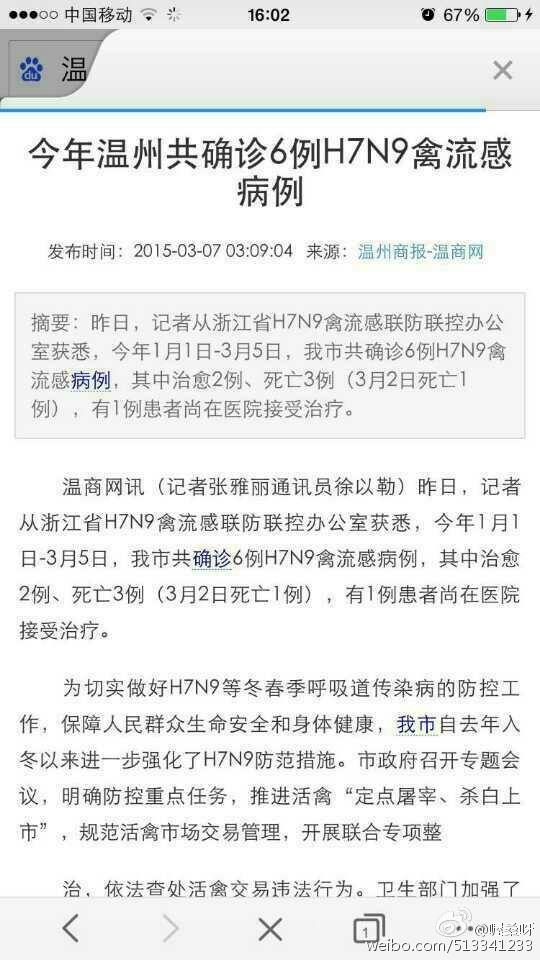 中国移动 16:02 67%
du 温
今年温州共确诊6例H7N9禽流感
病例
发布时间：2015-03-07 03:09:04 来源：温州商报-温商网
摘要：昨日，记者从浙江省H7N9禽流感联防联控办公
室获悉，今年1月1日-3月5日，我市共确诊6例H7N9禽
流感病例，其中治愈2例、死亡3例（3月2日死亡1
例），有1例患者尚在医院接受治疗。
温商网讯（记者张雅丽通讯员徐以勒）昨日，记者
从浙江省H7N9禽流感联防联控办公室获悉，今年1月1
日-3月5日，我市共确诊6例H7N9禽流感病例，其中治愈
2例、死亡3例（3月2日死亡1例），有1例患者尚在医院
接受治疗。
为切实做好H7N9等冬春季呼吸道传染病的防控工
作，保障人民群众生命安全和身体健康，我市自去年入
冬以来进一步强化了H7N9防范措施。市政府召开专题会
议，明确防控重点任务，推进活禽“定点屠宰、杀白上
市”，规范活禽市场交易管理，开展联合专项整
治，依法查处活禽交易违法行为。卫生部门加强了
1
weibo.com/513341233